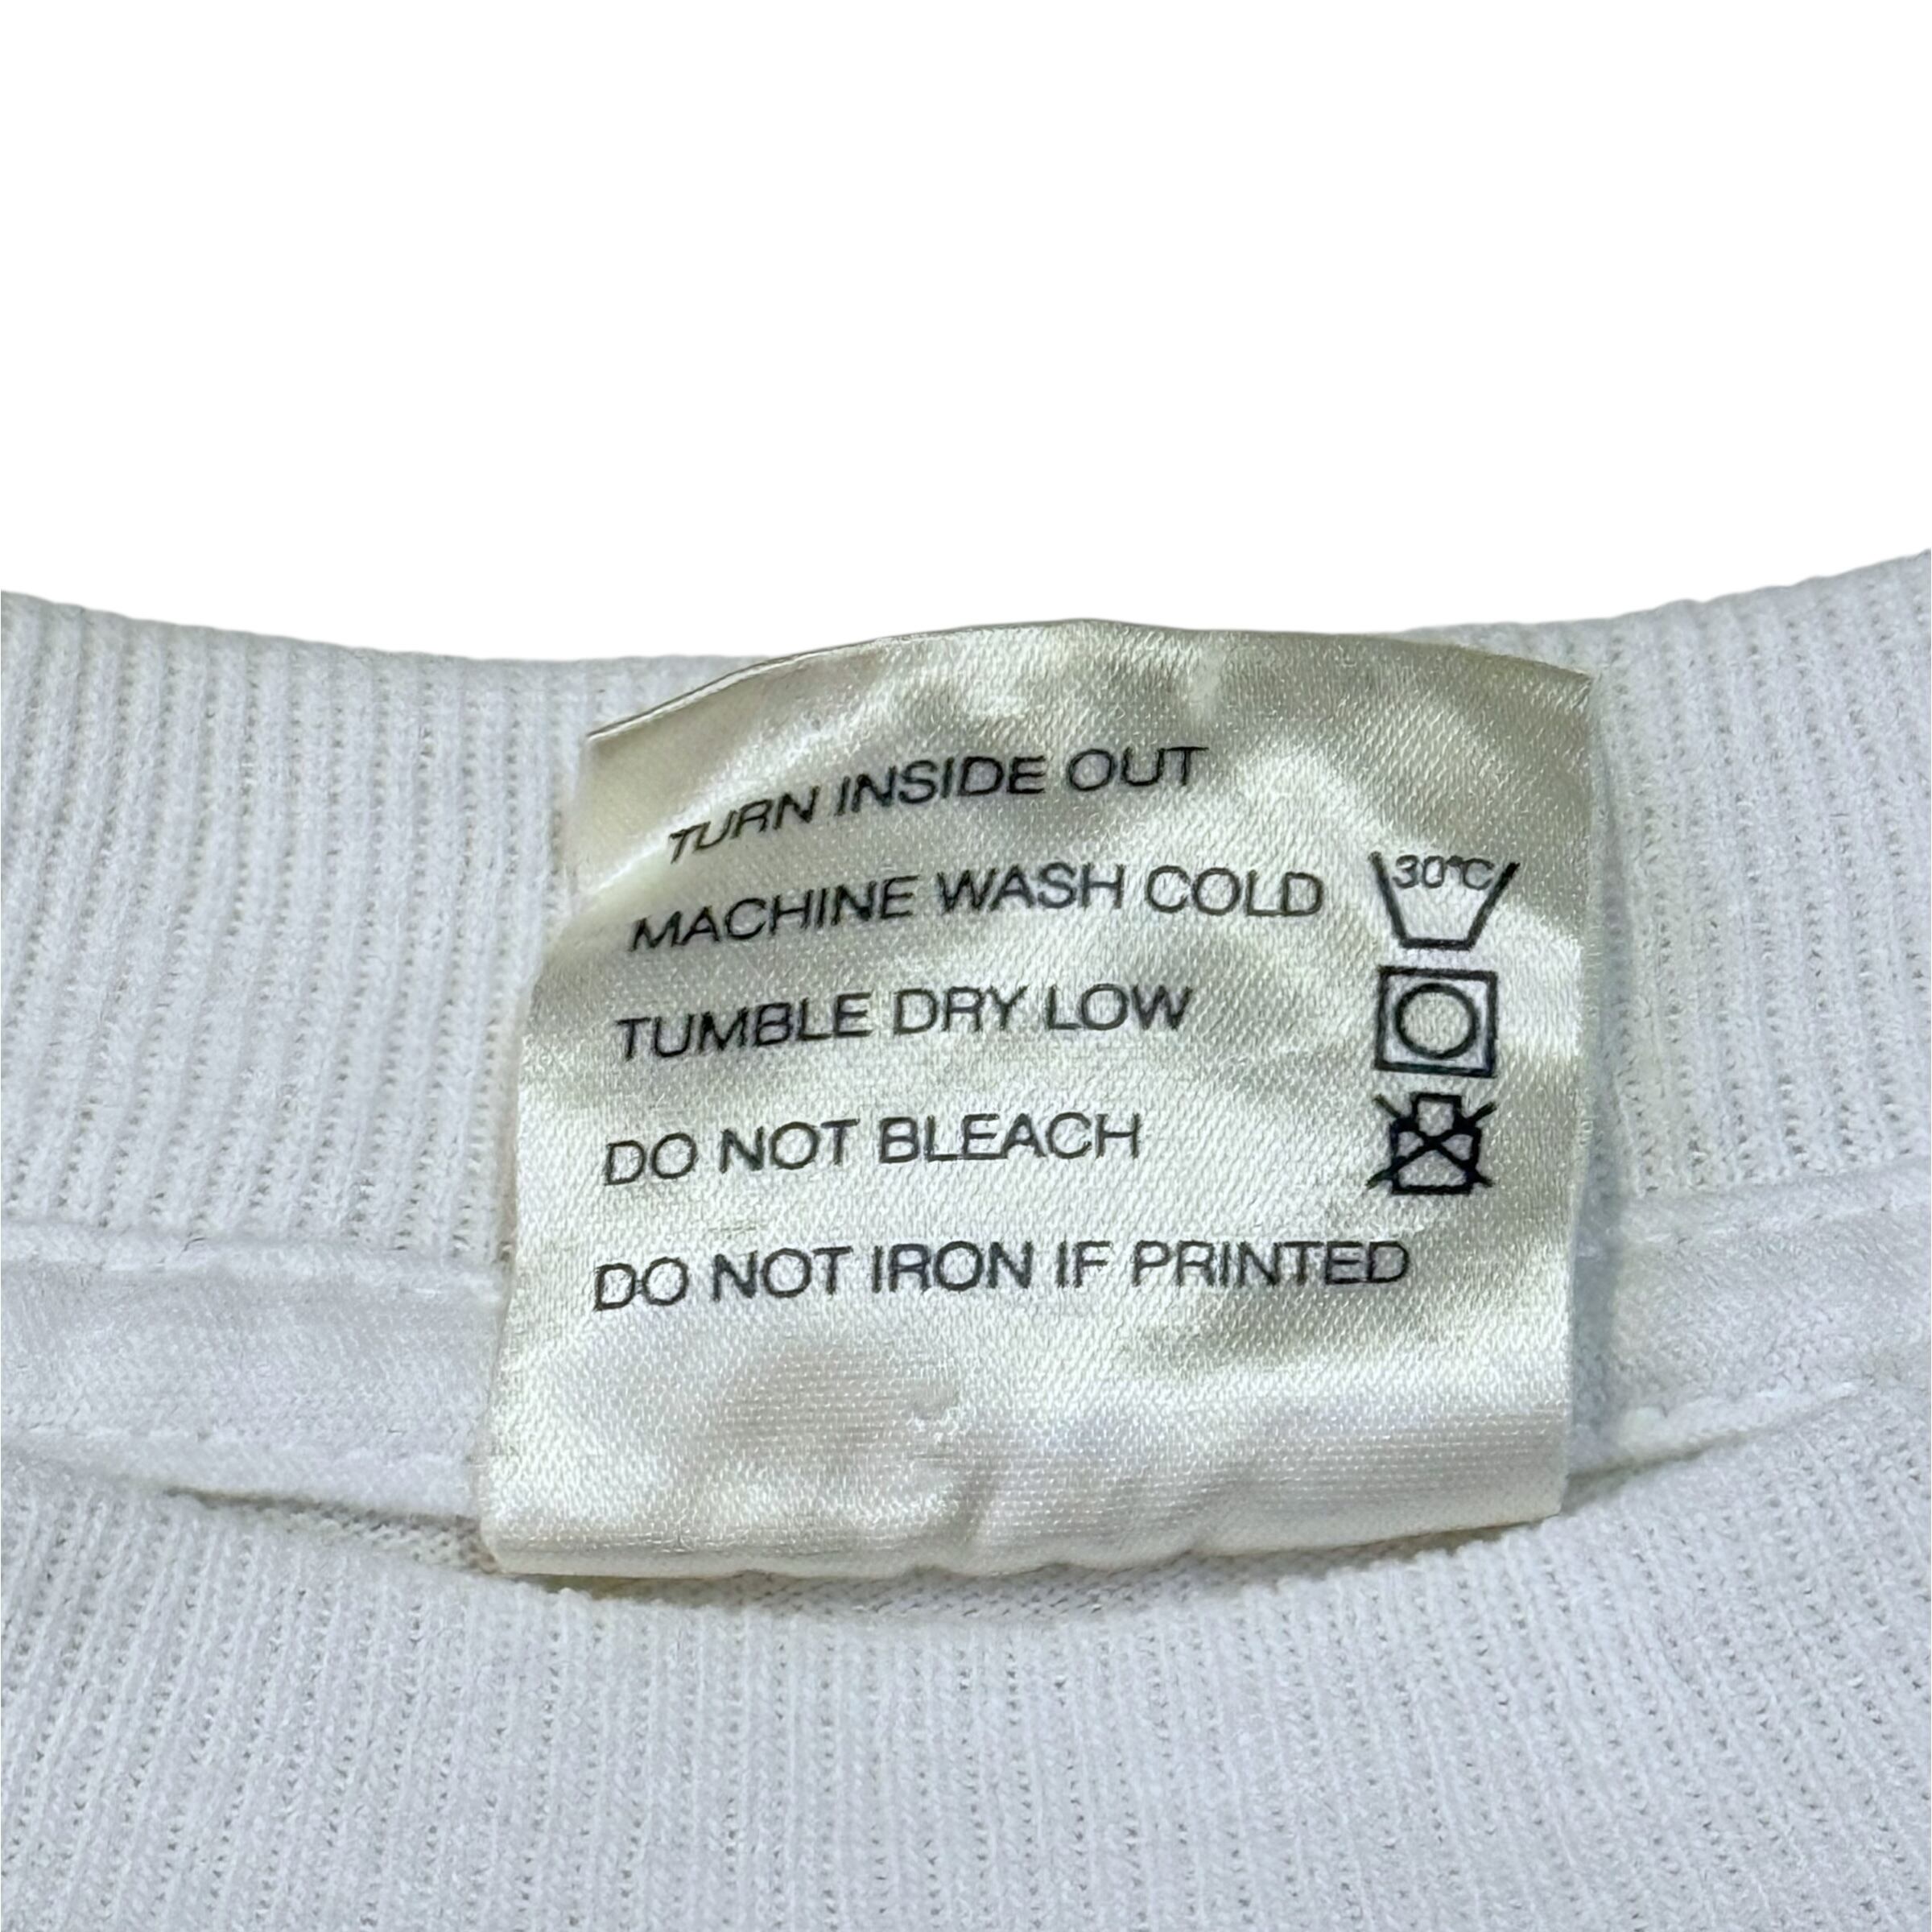 TURN INSIDE OUT
MACHINE WASH COLD 30°C
TUMBLE DRY LOW
DO NOT BLEACH
DO NOT IRON IF PRINTED